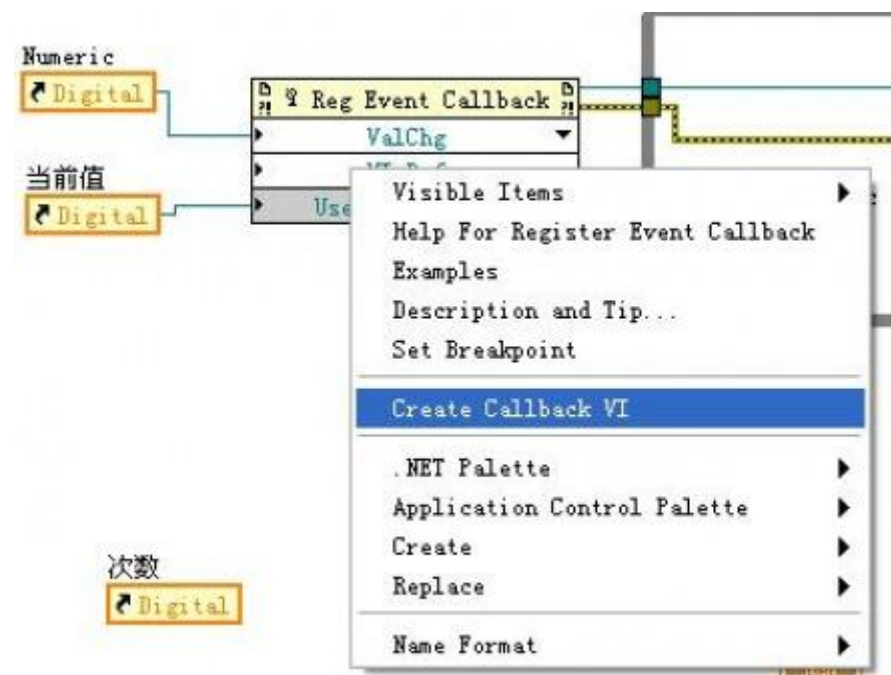 Numeric
Digital
Reg Event Callback
ValChg
当前值
Digital
Use
Visible Items
Help For Register Event Callback
Examples
Description and Tip...
Set Breakpoint
Create Callback VI
.NET Palette
Application Control Palette
Create
Replace
Name Format
次数
Digital